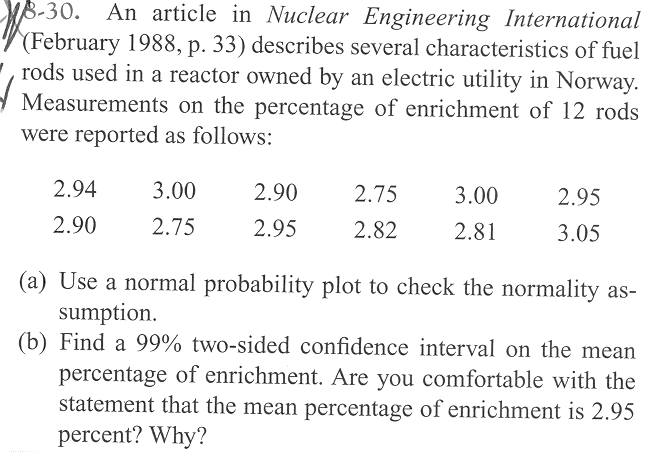 8-30. An article in Nuclear Engineering International
(February 1988, p. 33) describes several characteristics of fuel
rods used in a reactor owned by an electric utility in Norway.
Measurements on the percentage of enrichment of 12 rods
were reported as follows:
2.94 3.00 2.90 2.75 3.00 2.95
2.90 2.75 2.95 2.82 2.81 3.05
(a) Use a normal probability plot to check the normality as-
sumption.
(b) Find a 99% two-sided confidence interval on the mean
percentage of enrichment. Are you comfortable with the
statement that the mean percentage of enrichment is 2.95
percent? Why?